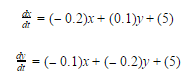 dx/dt = (− 0.2)x + (0.1)y + (5)
dy/dt = (− 0.1)x + (− 0.2)y + (5)